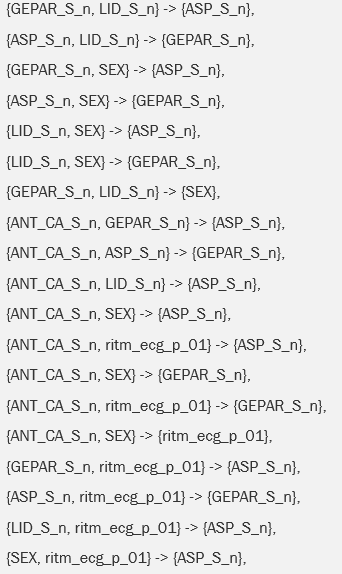 {GEPAR_S_n, LID_S_n} -> {ASP_S_n},
{ASP_S_n, LID_S_n} -> {GEPAR_S_n},
{GEPAR_S_n, SEX} -> {ASP_S_n},
{ASP_S_n, SEX} -> {GEPAR_S_n},
{LID_S_n, SEX} -> {ASP_S_n},
{LID_S_n, SEX} -> {GEPAR_S_n},
{GEPAR_S_n, LID_S_n} -> {SEX},
{ANT_CA_S_n, GEPAR_S_n} -> {ASP_S_n},
{ANT_CA_S_n, ASP_S_n} -> {GEPAR_S_n},
{ANT_CA_S_n, LID_S_n} -> {ASP_S_n},
{ANT_CA_S_n, SEX} -> {ASP_S_n},
{ANT_CA_S_n, ritm_ecg_p_01} -> {ASP_S_n},
{ANT_CA_S_n, SEX} -> {GEPAR_S_n},
{ANT_CA_S_n, ritm_ecg_p_01} -> {GEPAR_S_n},
{ANT_CA_S_n, SEX} -> {ritm_ecg_p_01},
{GEPAR_S_n, ritm_ecg_p_01} -> {ASP_S_n},
{ASP_S_n, ritm_ecg_p_01} -> {GEPAR_S_n},
{LID_S_n, ritm_ecg_p_01} -> {ASP_S_n},
{SEX, ritm_ecg_p_01} -> {ASP_S_n},